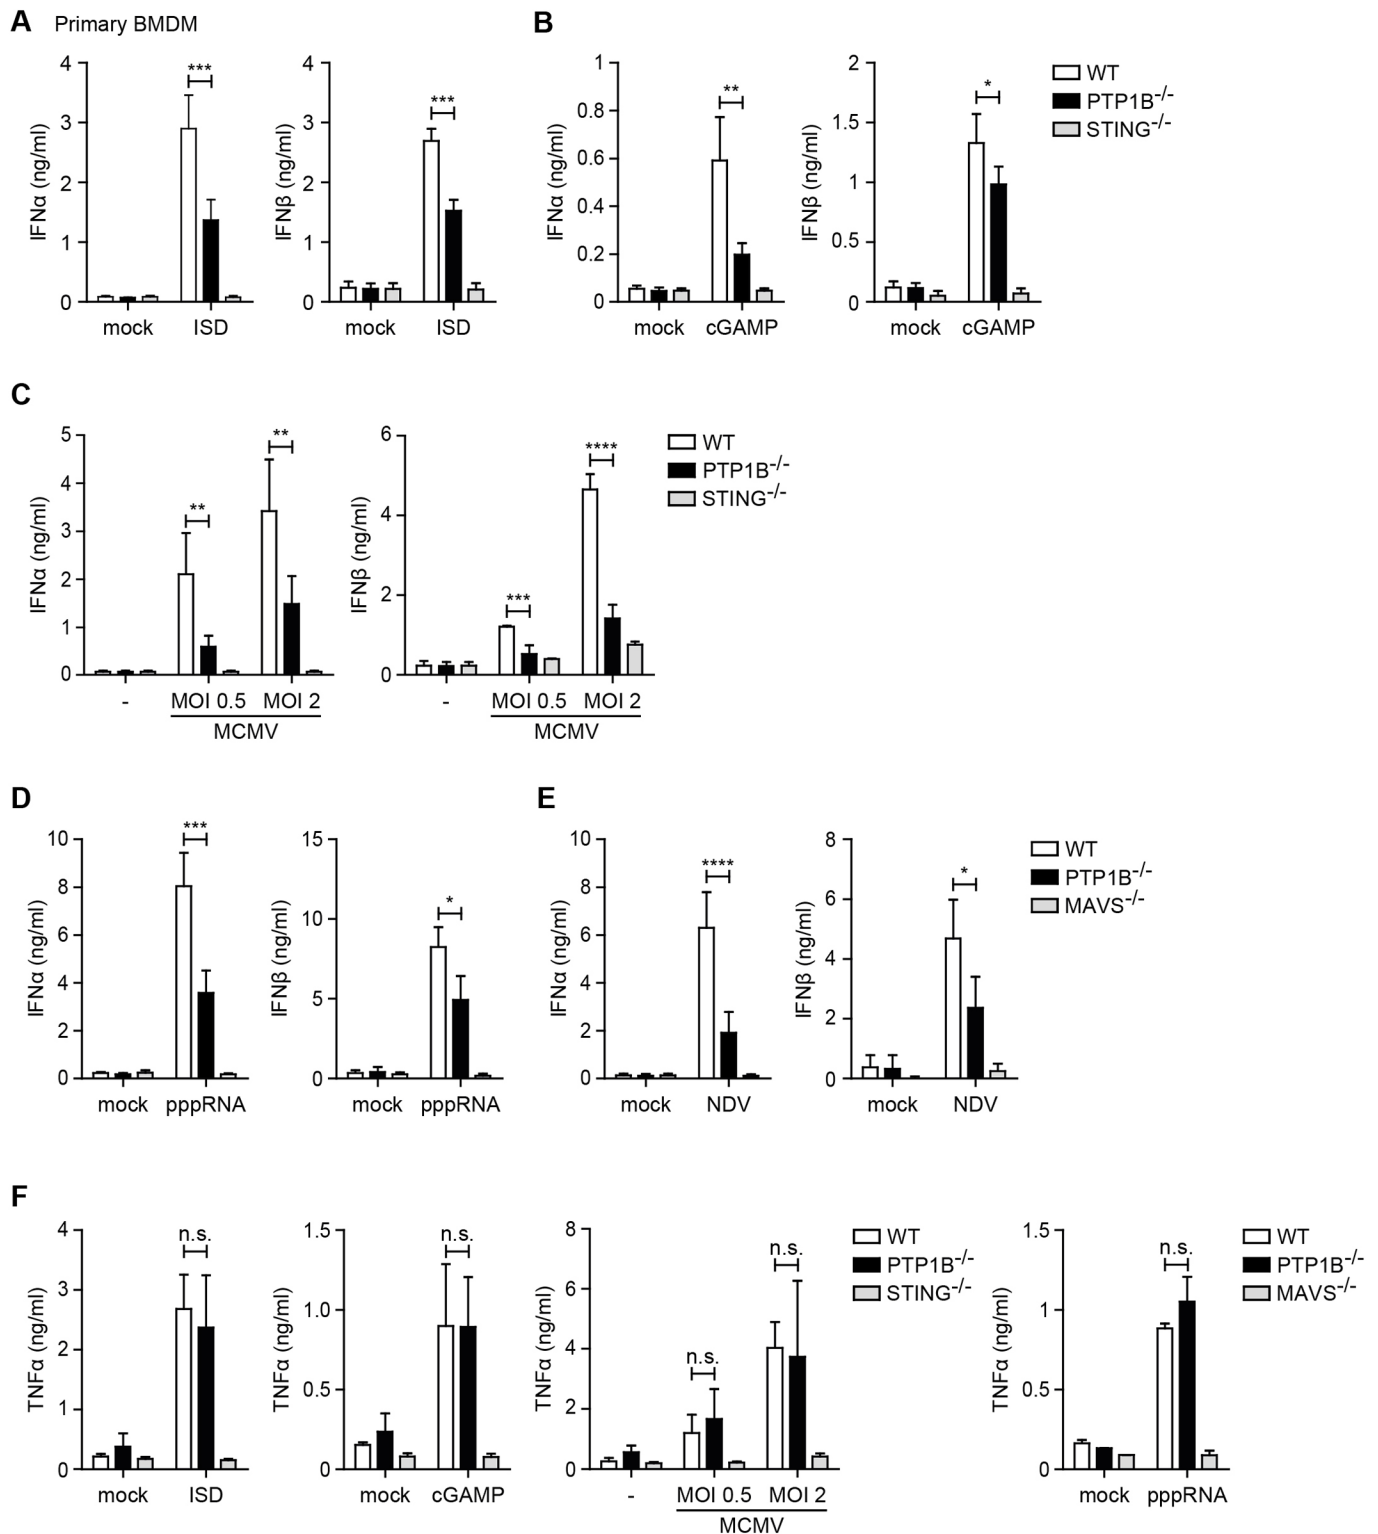 A Primary BMDM
IFNα (ng/ml)
4
3
2
1
0
***
mock ISD
IFNβ (ng/ml)
4
3
2
1
0
***
mock ISD
B
IFNα (ng/ml)
1
0.8
0.6
0.4
0.2
0
**
mock cGAMP
IFNβ (ng/ml)
2
1.5
1
0.5
0
*
mock cGAMP
WT
PTP1B-/-
STING-/-
C
IFNα (ng/ml)
5
4
3
2
1
0
**
**
- MOI 0.5 MOI 2
MCMV
IFNβ (ng/ml)
6
4
2
0
***
****
- MOI 0.5 MOI 2
MCMV
WT
PTP1B-/-
STING-/-
D
IFNα (ng/ml)
10
8
6
4
2
0
***
mock pppRNA
IFNβ (ng/ml)
15
10
5
0
*
mock pppRNA
E
IFNα (ng/ml)
10
8
6
4
2
0
****
mock NDV
IFNβ (ng/ml)
8
6
4
2
0
*
mock NDV
WT
PTP1B-/-
MAVS-/-
F
TNFα (ng/ml)
4
3
2
1
0
n.s.
mock ISD
TNFα (ng/ml)
1.5
1.0
0.5
0
n.s.
mock cGAMP
TNFα (ng/ml)
8
6
4
2
0
n.s.
n.s.
- MOI 0.5 MOI 2
MCMV
WT
PTP1B-/-
STING-/-
TNFα (ng/ml)
1.5
1
0.5
0
n.s.
mock pppRNA
WT
PTP1B-/-
MAVS-/-